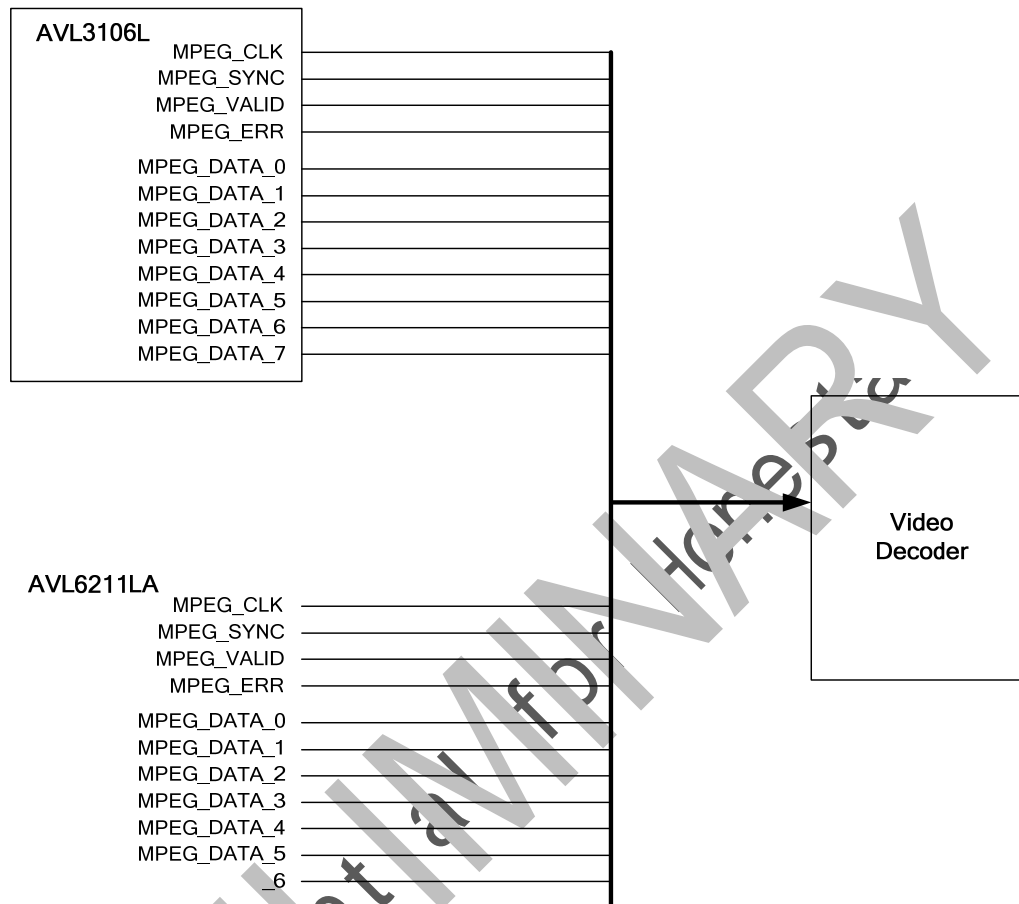 AVL3106L
MPEG_CLK
MPEG_SYNC
MPEG_VALID
MPEG_ERR
MPEG_DATA_0
MPEG_DATA_1
MPEG_DATA_2
MPEG_DATA_3
MPEG_DATA_4
MPEG_DATA_5
MPEG_DATA_6
MPEG_DATA_7
Video
Decoder
AVL6211LA
MPEG_CLK
MPEG_SYNC
MPEG_VALID
MPEG_ERR
MPEG_DATA_0
MPEG_DATA_1
MPEG_DATA_2
MPEG_DATA_3
MPEG_DATA_4
MPEG_DATA_5
_6
for